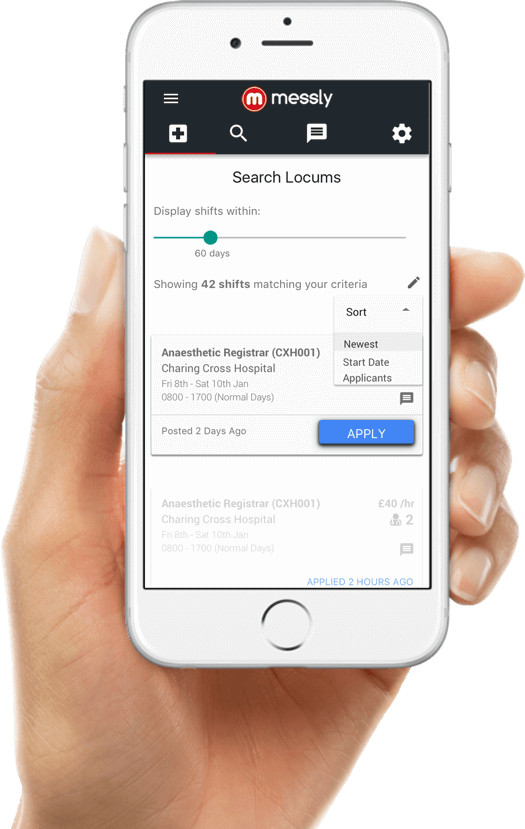 messly
Search Locums
Display shifts within:
60 days
Showing 42 shifts matching your criteria
Sort
Newest
Start Date
Applicants
Anaesthetic Registrar (CXH001)
Charing Cross Hospital
Fri 8th - Sat 10th Jan
0800 - 1700 (Normal Days)
Posted 2 Days Ago
APPLY
Anaesthetic Registrar (CXH001) £40 /hr
Charing Cross Hospital 2
Fri 8th - Sat 10th Jan
0800 - 1700 (Normal Days)
APPLIED 2 HOURS AGO